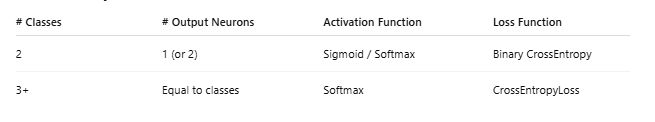 # Classes # Output Neurons Activation Function Loss Function
2 1 (or 2) Sigmoid / Softmax Binary CrossEntropy
3+ Equal to classes Softmax CrossEntropyLoss